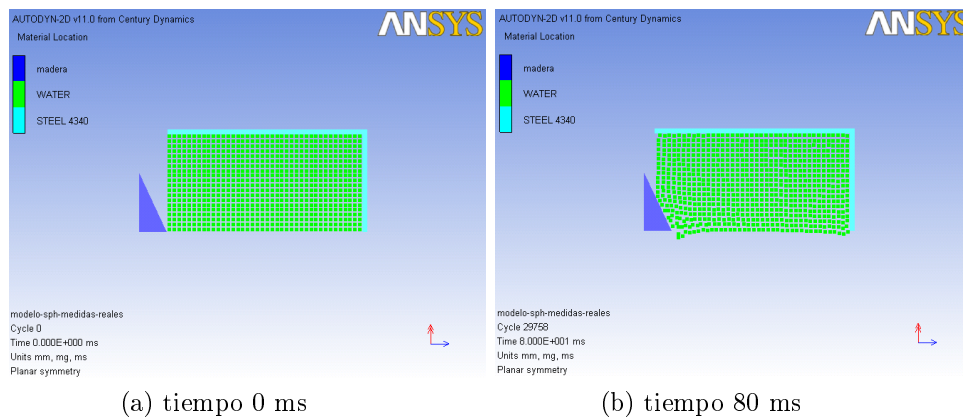 AUTODYN-2D v11.0 from Century Dynamics
ANSYS
Material Location
madera
WATER
STEEL 4340
modelo-sph-medidas-reales
Cycle 0
Time 0.000E+000 ms
Units mm, mg, ms
Planar symmetry
(a) tiempo 0 ms
AUTODYN-2D v11.0 from Century Dynamics
ANSYS
Material Location
madera
WATER
STEEL 4340
modelo-sph-medidas-reales
Cycle 29758
Time 8.000E+001 ms
Units mm, mg, ms
Planar symmetry
(b) tiempo 80 ms